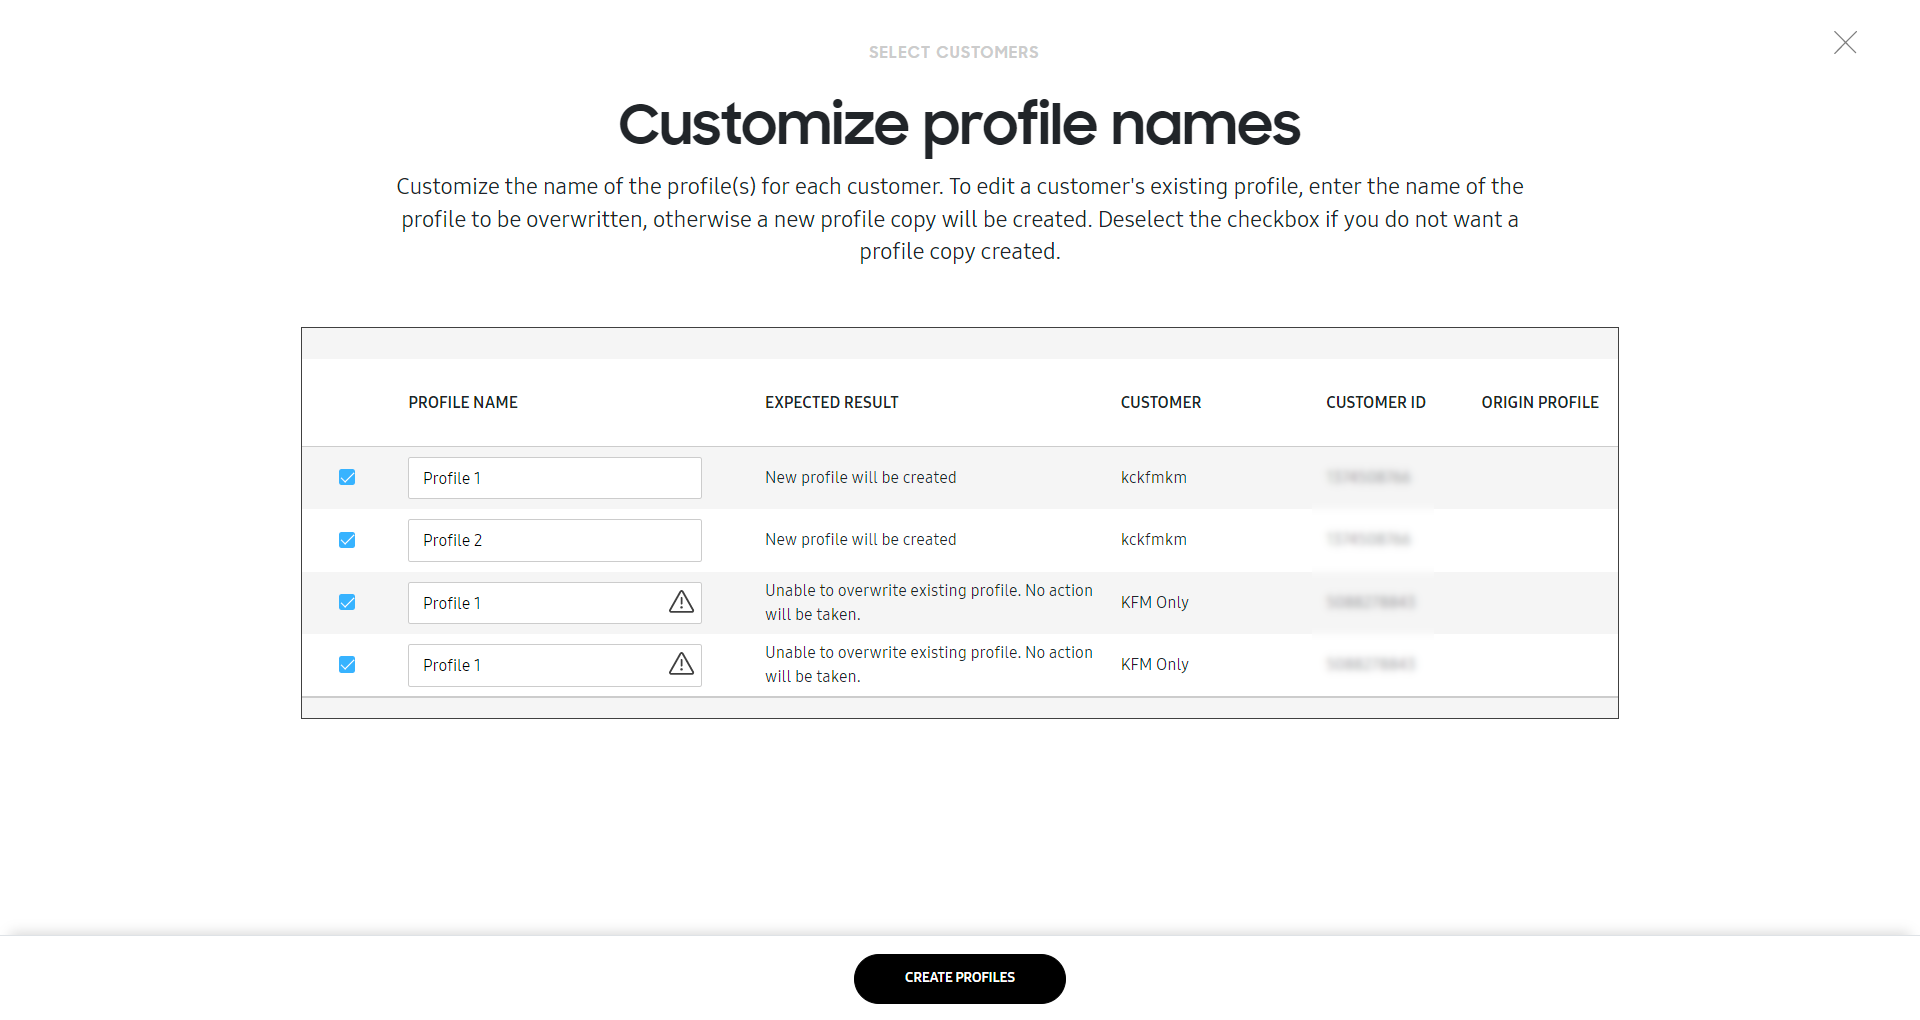 SELECT CUSTOMERS
Customize profile names
Customize the name of the profile(s) for each customer. To edit a customer's existing profile, enter the name of the
profile to be overwritten, otherwise a new profile copy will be created. Deselect the checkbox if you do not want a
profile copy created.
PROFILE NAME EXPECTED RESULT CUSTOMER CUSTOMER ID ORIGIN PROFILE
Profile 1 New profile will be created kckfmkm
Profile 2 New profile will be created kckfmkm
Profile 1 Unable to overwrite existing profile. No action
will be taken. KFM Only
Profile 1 Unable to overwrite existing profile. No action
will be taken. KFM Only
CREATE PROFILES